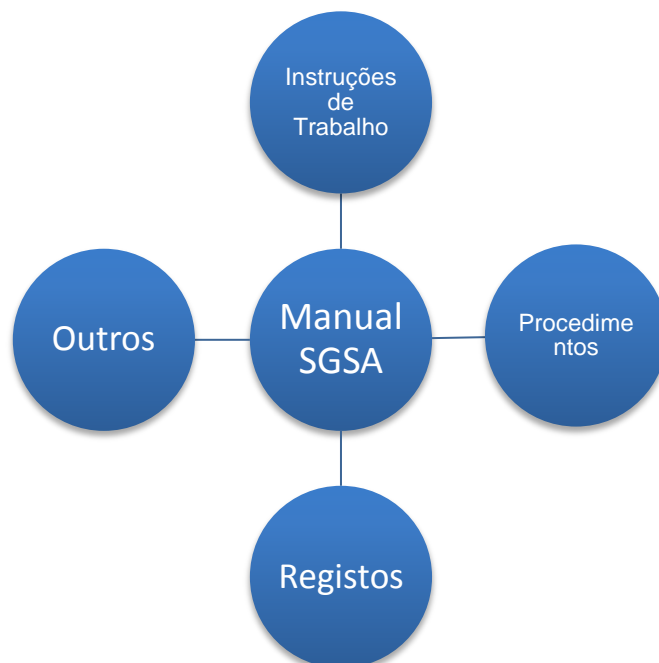 Instruções
de
Trabalho
Outros
Manual
SGSA
Procedime
ntos
Registos